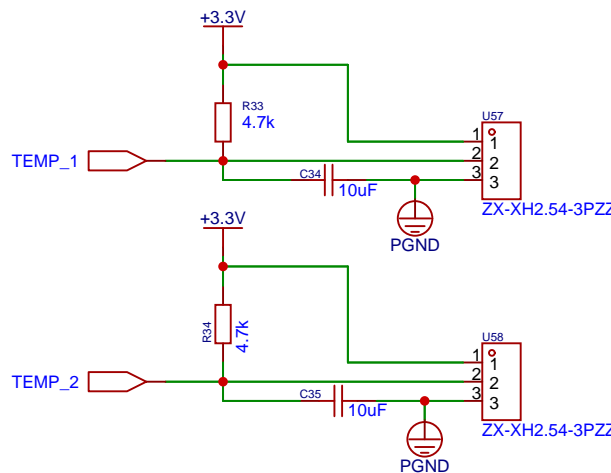 +3.3V
R33
4.7k
U57
1 1
2 2
3 3
TEMP_1
C34
10uF
ZX-XH2.54-3PZZ
PGND
+3.3V
R34
4.7k
U58
1 1
2 2
3 3
TEMP_2
C35
10uF
ZX-XH2.54-3PZZ
PGND